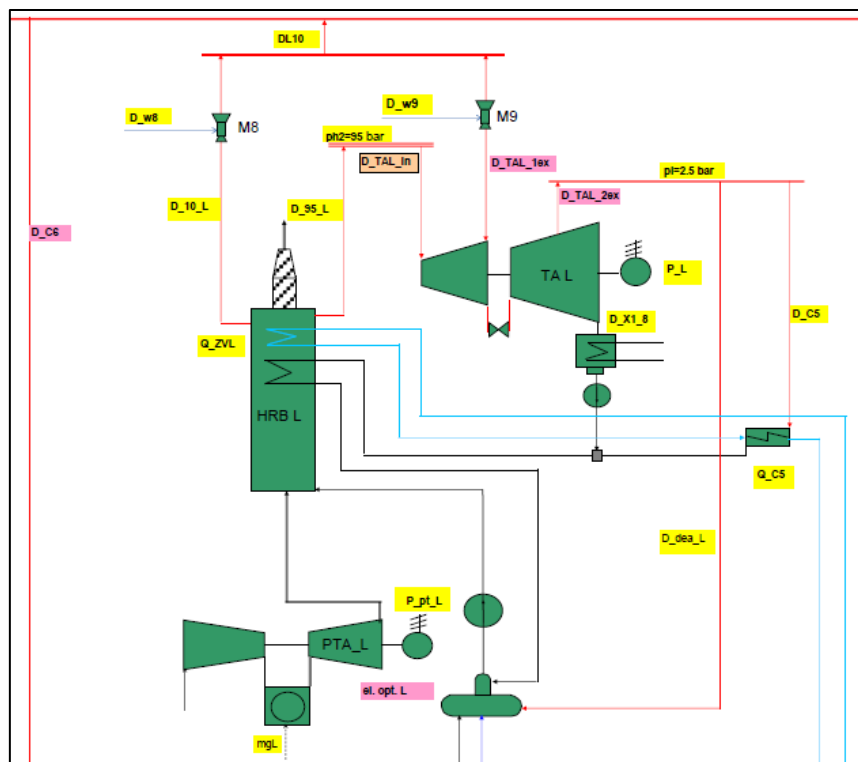 DL10
D_w8
M8
D_w9
M9
ph2=95 bar
D_TAL_in
D_TAL_1ex
pl=2.5 bar
D_TAL_2ex
D_10_L
D_95_L
D_C6
TA L
P_L
D_C5
D_X1_8
Q_ZVL
HRB L
Q_C5
D_dea_L
P_pt_L
PTA_L
el. opt. L
mgL